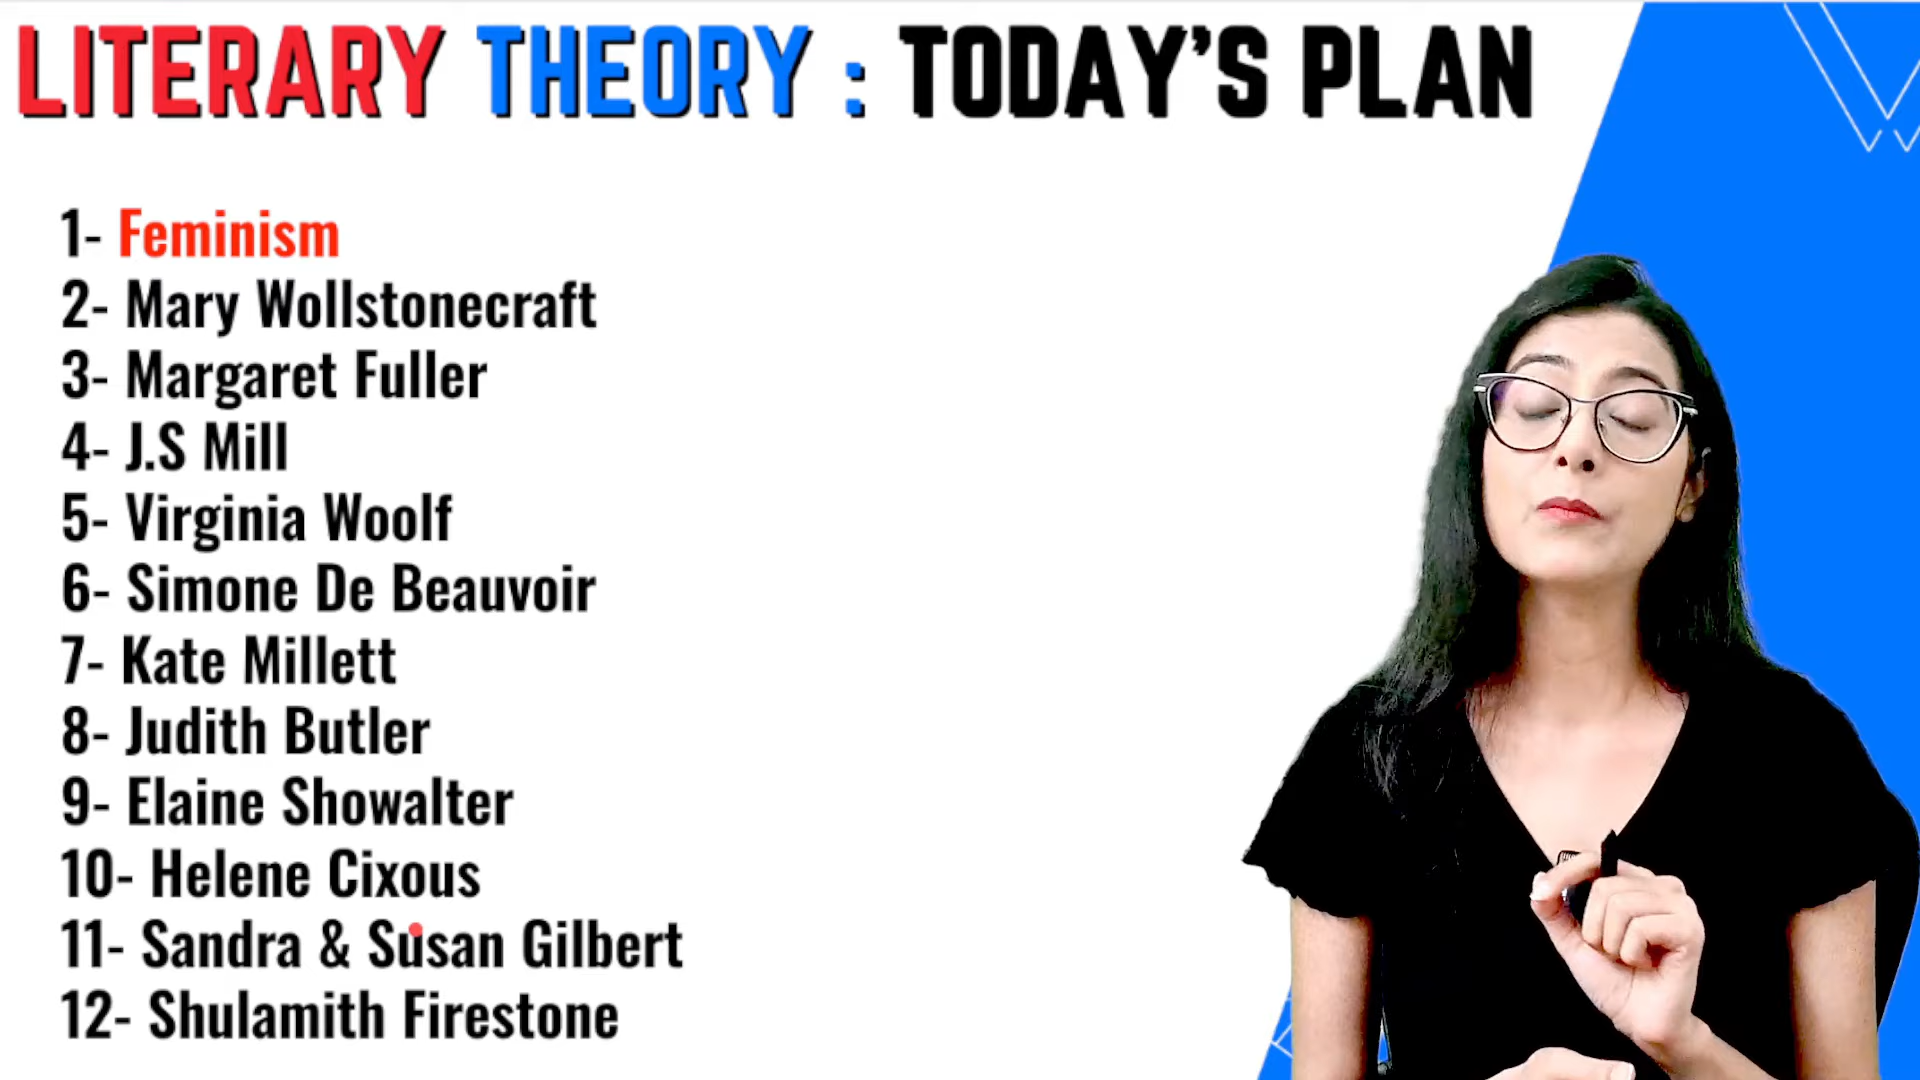 LITERARY THEORY : TODAY'S PLAN
1- Feminism
2- Mary Wollstonecraft
3- Margaret Fuller
4- J.S Mill
5- Virginia Woolf
6- Simone De Beauvoir
7- Kate Millett
8- Judith Butler
9- Elaine Showalter
10- Helene Cixous
11- Sandra & Susan Gilbert
12- Shulamith Firestone